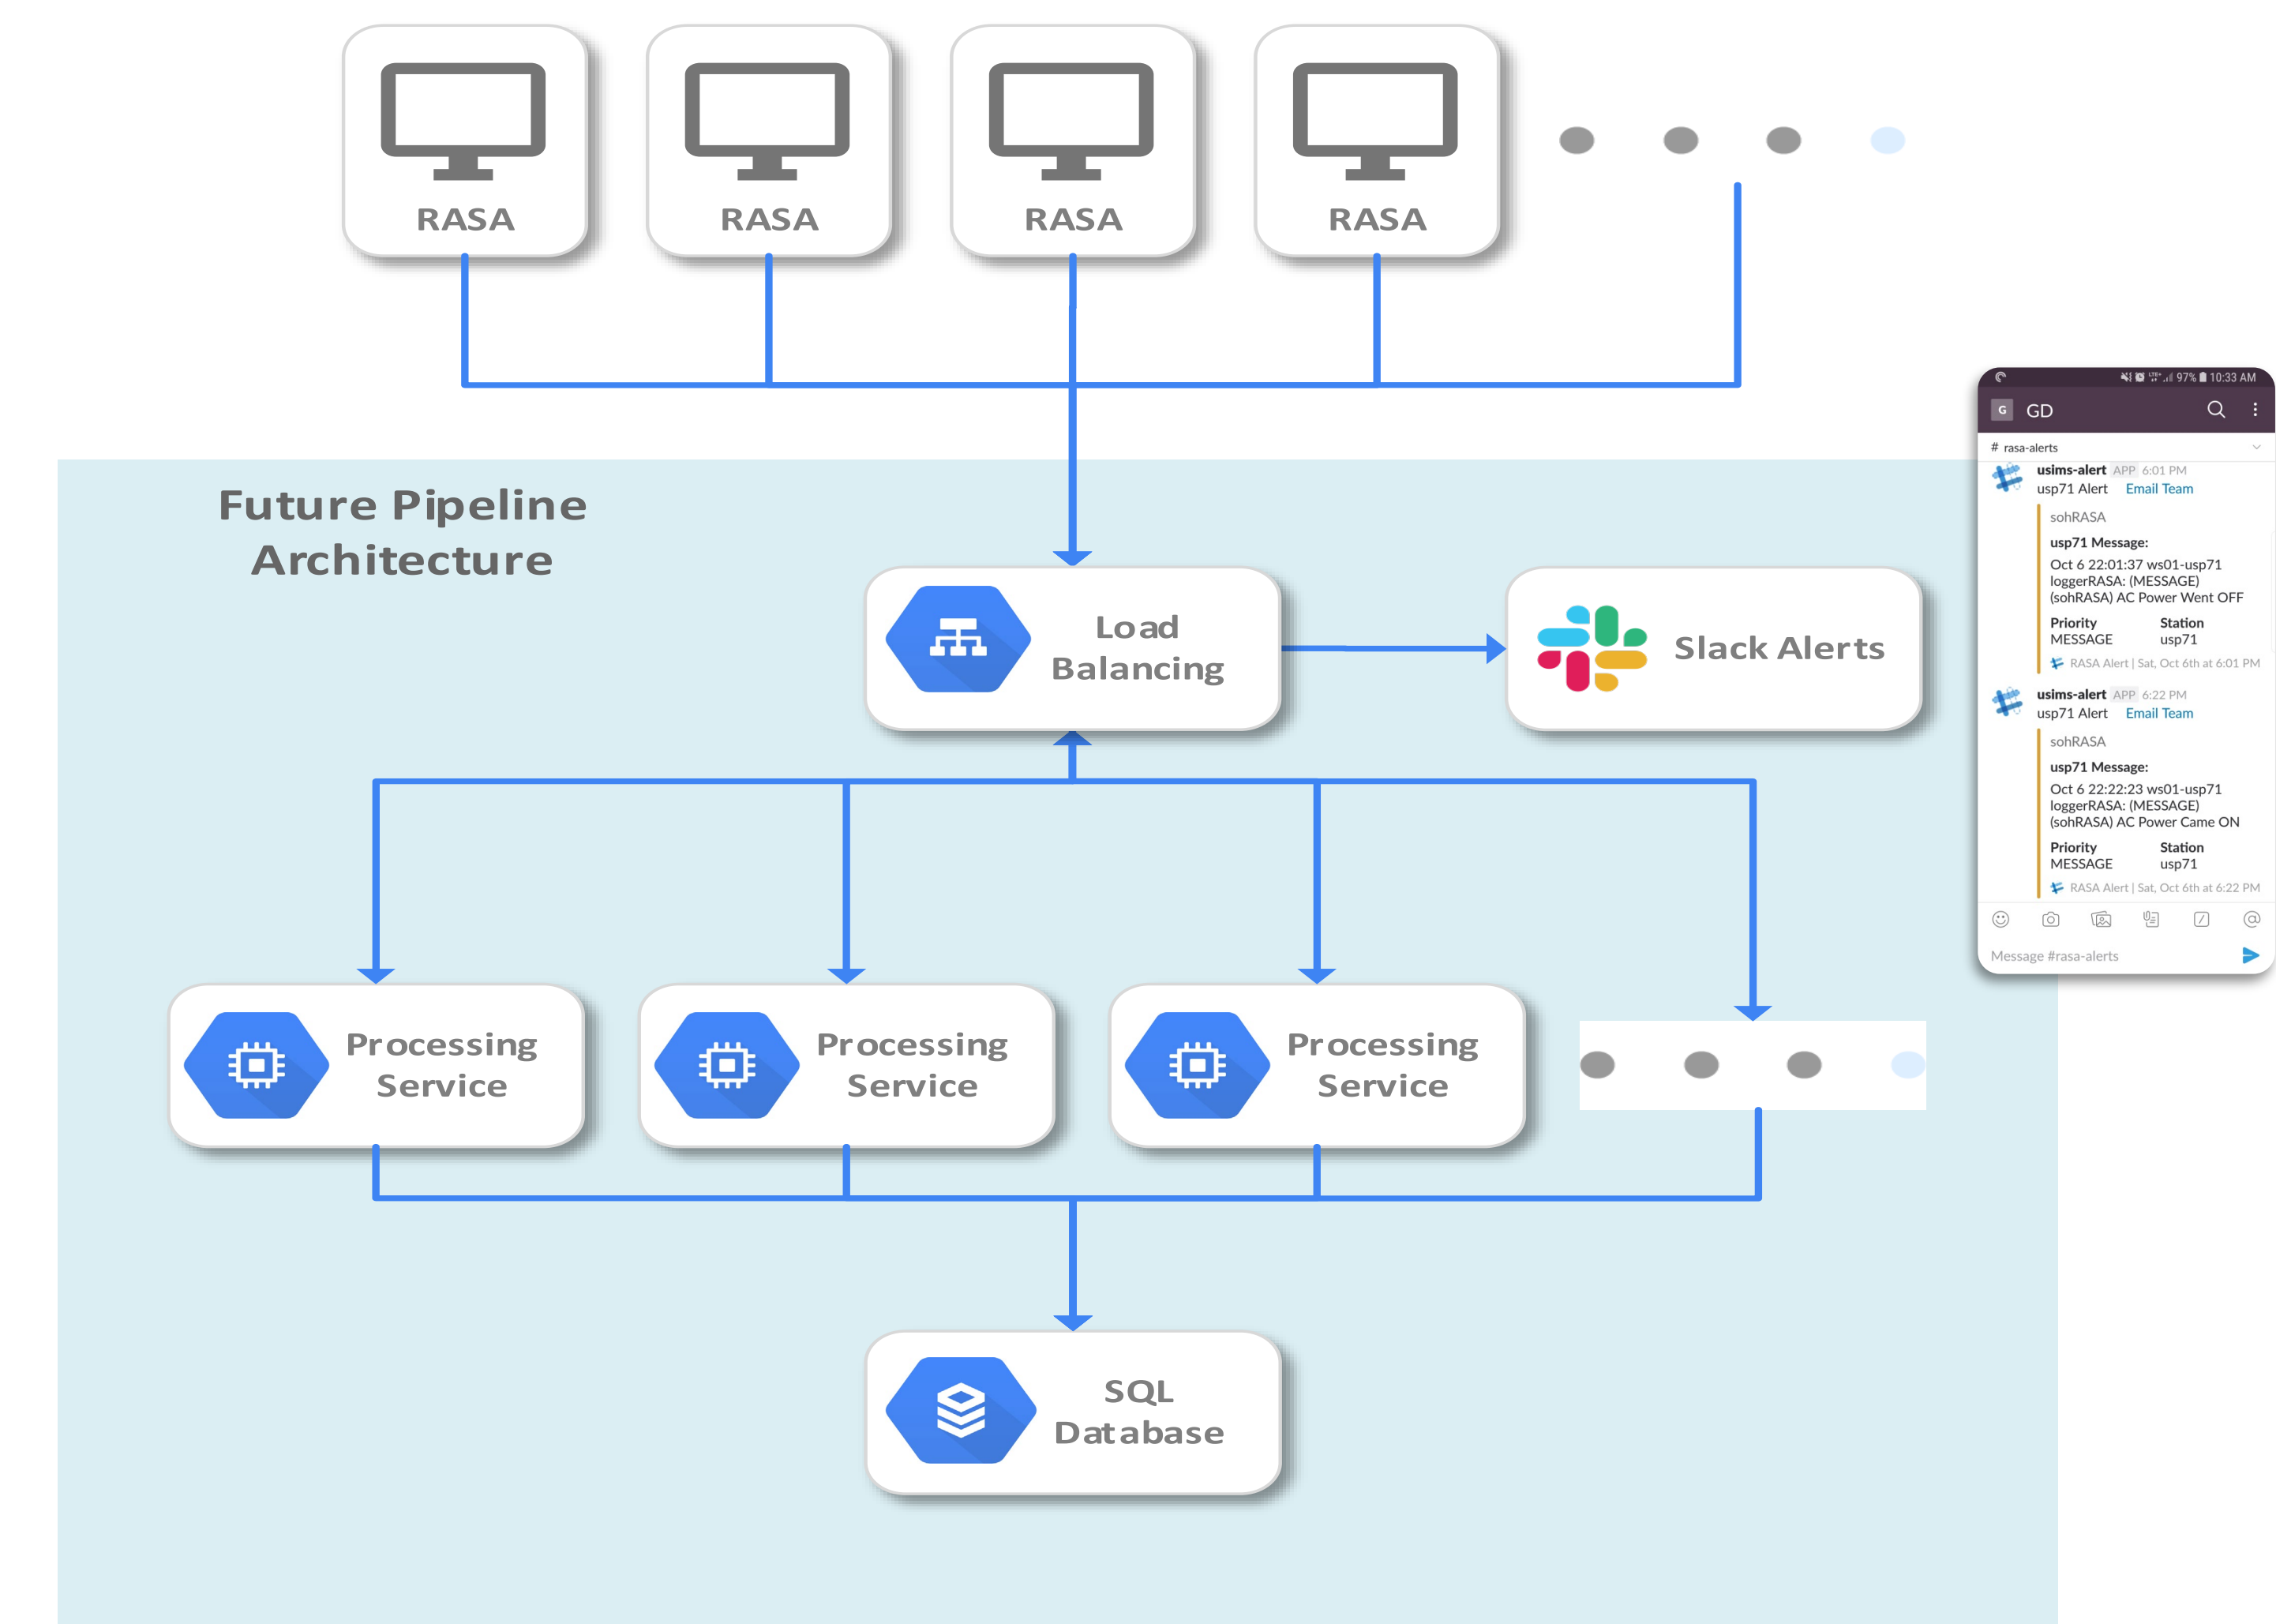 RASA
RASA
RASA
RASA
Future Pipeline
Architecture
Load
Balancing
Slack Alerts
Processing
Service
Processing
Service
Processing
Service
SQL
Database
LTE+ 97% 10:33 AM
G GD
# rasa-alerts
usims-alert APP 6:01 PM
usp71 Alert Email Team
sohRASA
usp71 Message:
Oct 6 22:01:37 ws01-usp71
loggerRASA: (MESSAGE)
(sohRASA) AC Power Went OFF
Priority Station
MESSAGE usp71
RASA Alert | Sat, Oct 6th at 6:01 PM
usims-alert APP 6:22 PM
usp71 Alert Email Team
sohRASA
usp71 Message:
Oct 6 22:22:23 ws01-usp71
loggerRASA: (MESSAGE)
(sohRASA) AC Power Came ON
Priority Station
MESSAGE usp71
RASA Alert | Sat, Oct 6th at 6:22 PM
Message #rasa-alerts